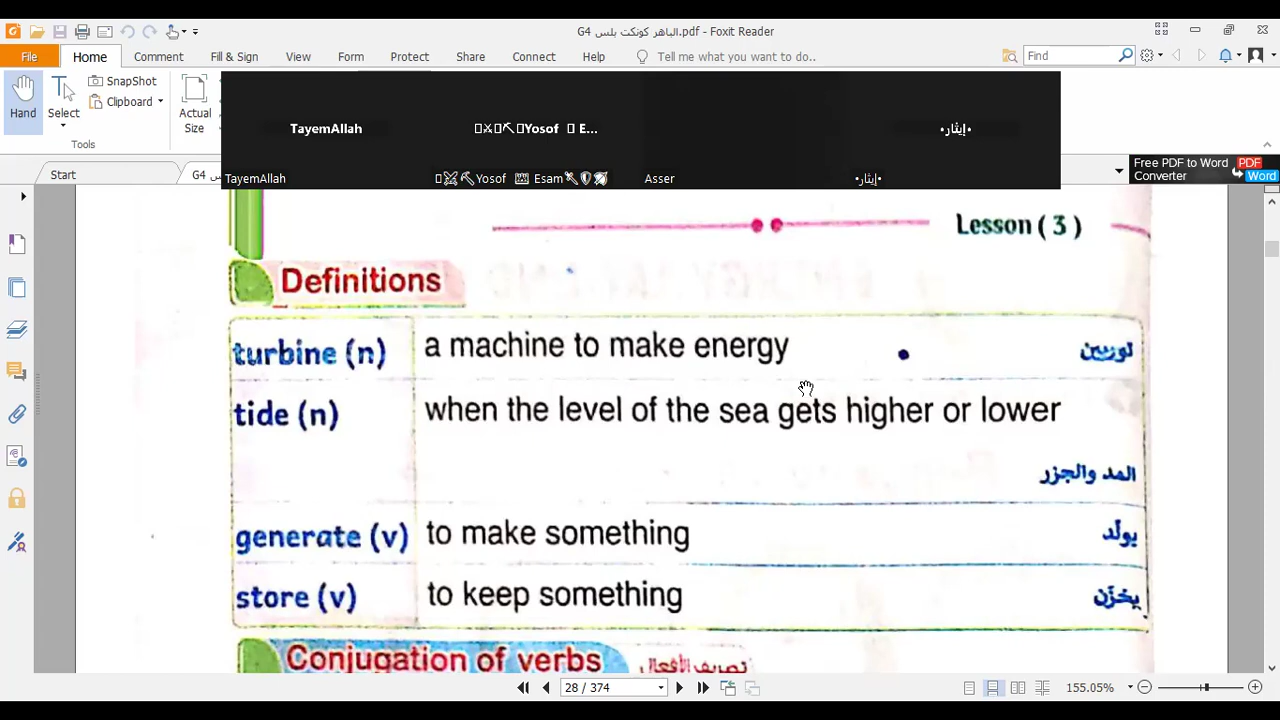 الباهر كونكت بلس G4.pdf - Foxit Reader
File
Home
Comment
Fill & Sign
View
Form
Protect
Share
Connect
Help
Tell me what you want to do..
Find
Hand
Select
SnapShot
Clipboard
Actual Size
Tools
TayemAllah
Yosof E...
•إيثار•
TayemAllah
Yosof Esam
Asser
•إيثار•
Start
Free PDF to Word Converter
PDF
Word
Lesson ( 3 )
Definitions
turbine (n) a machine to make energy توربين
tide (n) when the level of the sea gets higher or lower
المد والجزر
generate (v) to make something يولّد
store (v) to keep something يخزّن
Conjugation of verbs تصريف الأفعال
28 / 374
155.05%